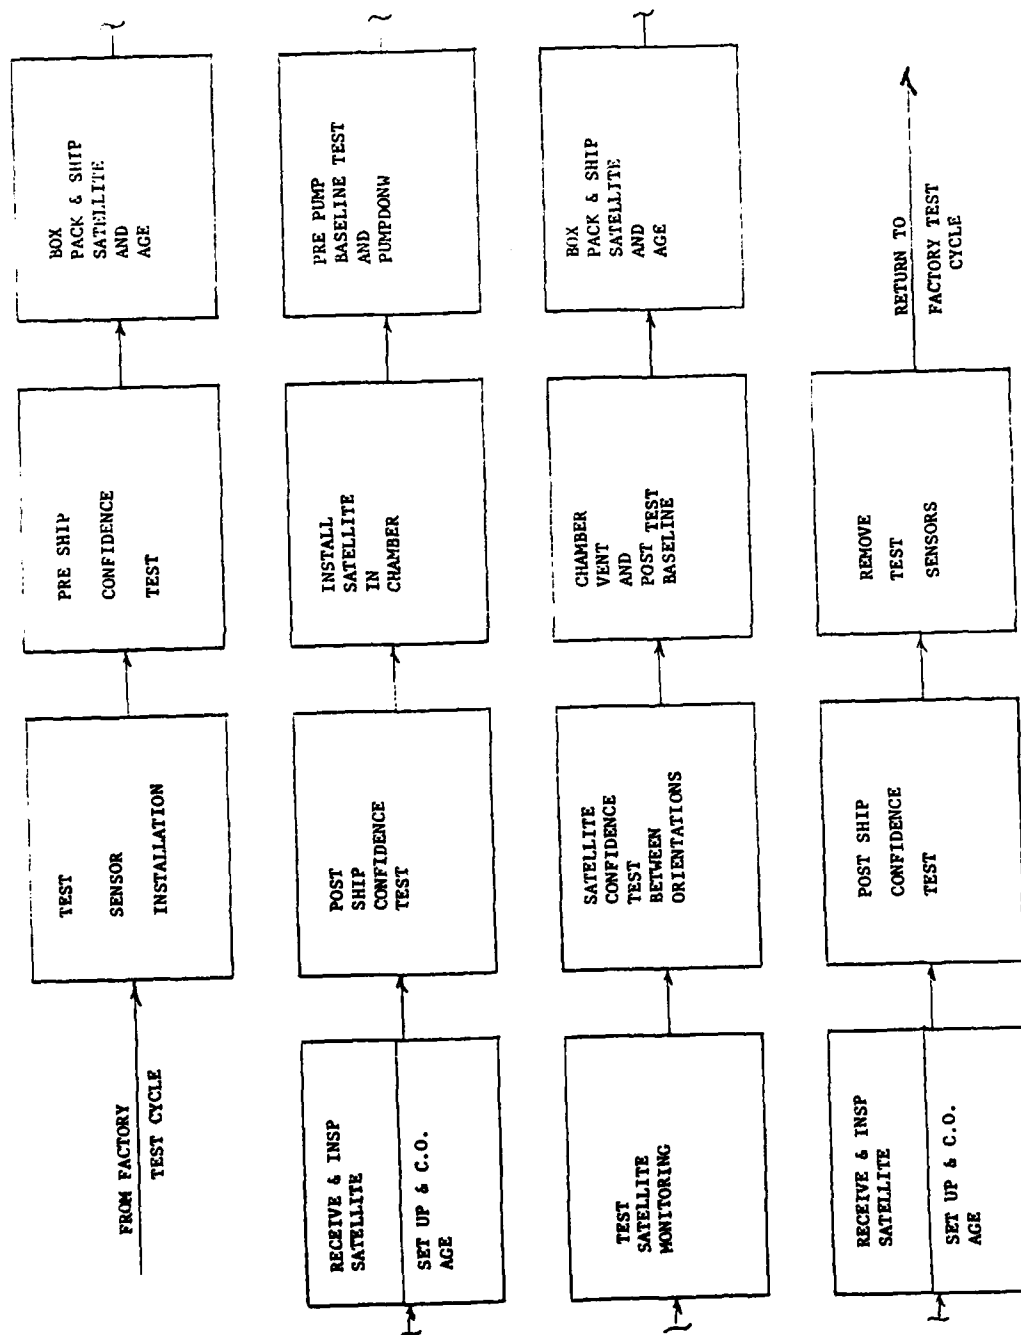 FROM FACTORY
TEST CYCLE
TEST
SENSOR
INSTALLATION
PRE SHIP
CONFIDENCE
TEST
BOX
PACK & SHIP
SATELLITE
AND
AGE
RECEIVE & INSP
SATELLITE
SET UP & C.O.
AGE
POST
SHIP
CONFIDENCE
TEST
INSTALL
SATELLITE
IN
CHAMBER
PRE PUMP
BASELINE TEST
AND
PUMPDONW
TEST
SATELLITE
MONITORING
SATELLITE
CONFIDENCE
TEST
BETWEEN
ORIENTATIONS
CHAMBER
VENT
AND
POST TEST
BASELINE
BOX
PACK & SHIP
SATELLITE
AND
AGE
RECEIVE & INSP
SATELLITE
SET UP & C.O.
AGE
POST SHIP
CONFIDENCE
TEST
REMOVE
TEST
SENSORS
RETURN TO
FACTORY TEST
CYCLE